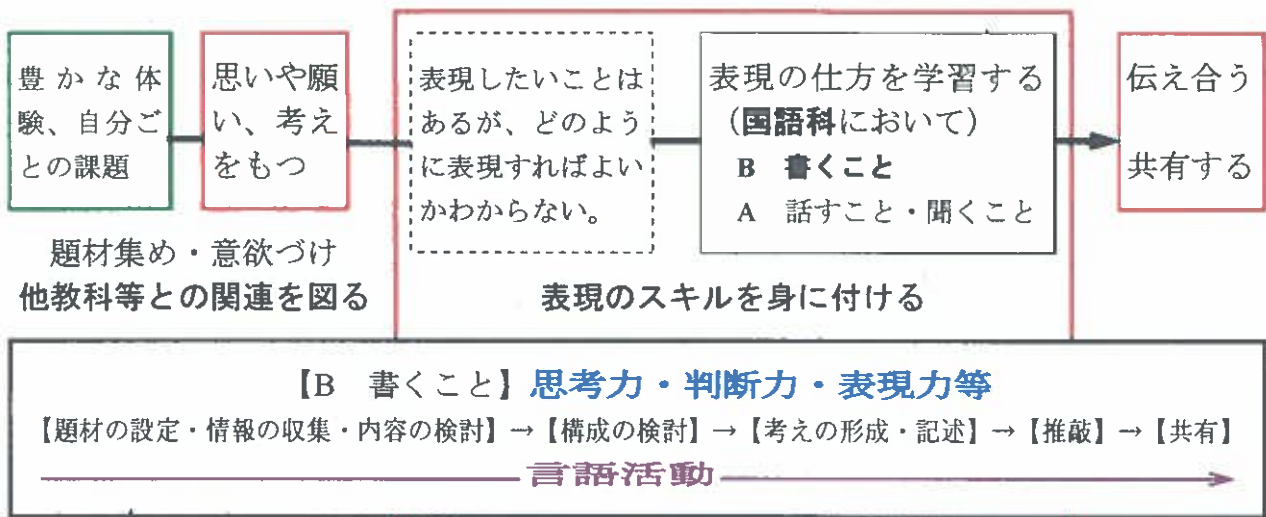 豊かな体
験、自分ご
との課題
思いや願
い、考え
をもつ
表現したいことは
あるが、どのよう
に表現すればよい
かわからない。
表現の仕方を学習する
（国語科において）
B 書くこと
A 話すこと・聞くこと
伝え合う
共有する
題材集め・意欲づけ
他教科等との関連を図る
表現のスキルを身に付ける
【B 書くこと】思考力・判断力・表現力等
【題材の設定・情報の収集・内容の検討】→【構成の検討】→【考えの形成・記述】→【推敲】→【共有】
言語活動